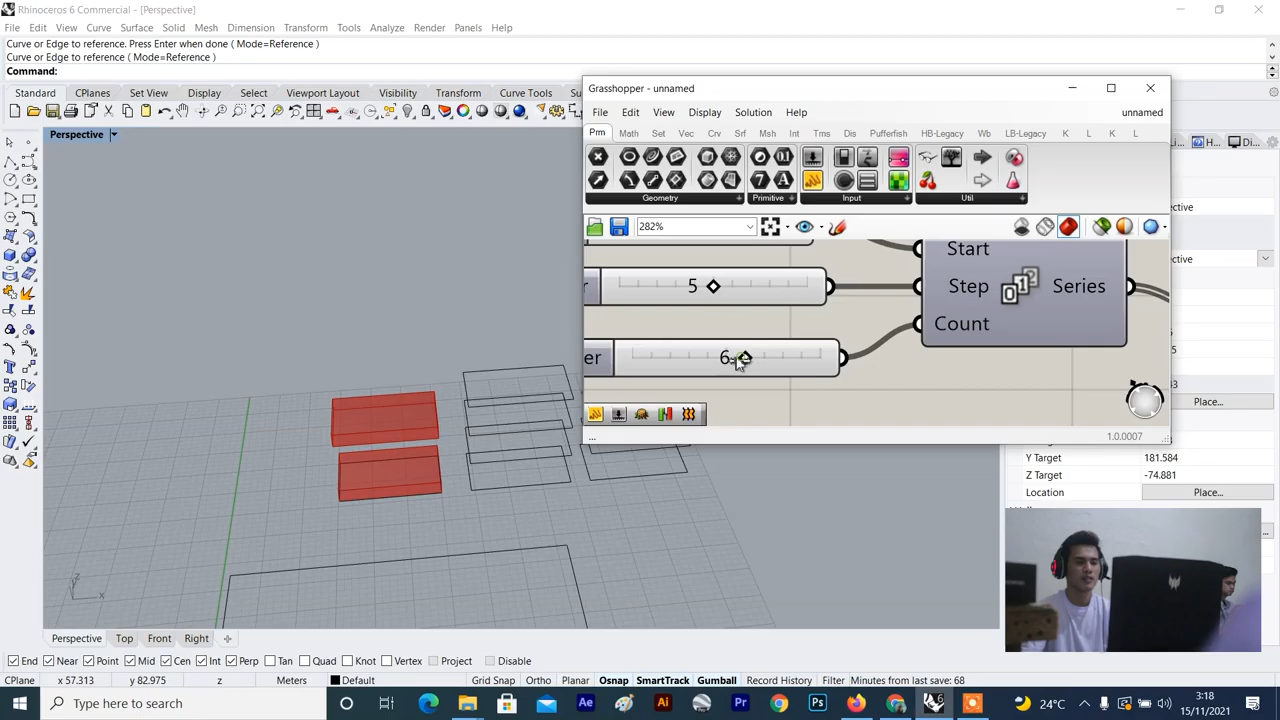 Rhinoceros 6 Commercial - [Perspective]
File Edit View Curve Surface Solid Mesh Dimension Transform Tools Analyze Render Panels Help
Curve or Edge to reference. Press Enter when done ( Mode=Reference )
Curve or Edge to reference ( Mode=Reference )
Command:
Standard CPlanes Set View Display Select Viewport Layout Visibility Transform Curve Tools
Perspective
Grasshopper - unnamed
File Edit View Display Solution Help unnamed
Prm Math Set Vec Crv Srf Msh Int Trns Dis Pufferfish HB-Legacy Wb LB-Legacy K L K L
Geometry Primitive Input Util
282%
Start
5 Step Series
Count
er 6
... 1.0.0007
Place...
Y Target 181.584
Z Target -74.881
Location Place...
Perspective Top Front Right
End Near Point Mid Cen Int Perp Tan Quad Knot Vertex Project Disable
CPlane x 57.313 y 82.975 z Meters Default Grid Snap Ortho Planar Osnap SmartTrack Gumball Record History Filter Minutes from last save: 68
Type here to search
24°C
3:18
15/11/2021